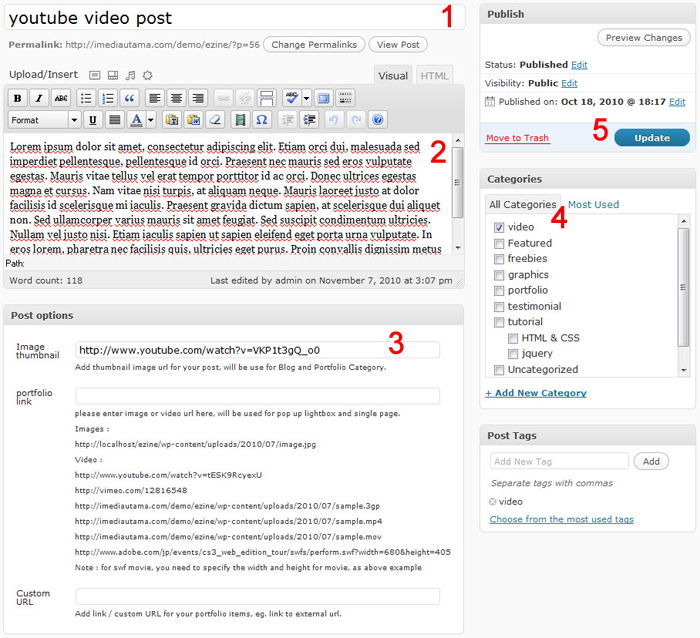 youtube video post 1
Permalink: http://imediautama.com/demo/ezine/?p=56 Change Permalinks View Post
Upload/Insert Visual HTML
B I ABC ABC
Format U A
Lorem ipsum dolor sit amet, consectetur adipiscing elit. Etiam orci dui, malesuada sed
imperdiet pellentesque, pellentesque id orci. Praesent nec mauris sed eros vulputate
egestas. Mauris vitae tellus vel erat tempor porttitor id ac orci. Donec ultrices egestas
magna et cursus. Nam vitae nisi turpis, at aliquam neque. Mauris laoreet justo at dolor
facilisis id scelerisque mi iaculis. Praesent gravida dictum sapien, at scelerisque dui aliquet
non. Sed ullamcorper varius mauris sit amet feugiat. Sed suscipit condimentum ultricies.
Nullam vel justo nisi. Etiam iaculis sapien ut sapien eleifend eget porta urna vulputate. In
eros lorem, pharetra nec facilisis quis, ultricies eget purus. Proin convallis dignissim metus
2
Path:
Word count: 118 Last edited by admin on November 7, 2010 at 3:07 pm
Post options
Image
thumbnail
http://www.youtube.com/watch?v=VKP1t3gQ_o0 3
Add thumbnail image url for your post, will be use for Blog and Portfolio Category.
portfolio
link
please enter image or video url here, will be used for pop up lightbox and single page.
Images :
http://localhost/ezine/wp-content/uploads/2010/07/image.jpg
Video :
http://www.youtube.com/watch?v=tESK9RcyexU
http://vimeo.com/12816548
http://imediautama.com/demo/ezine/wp-content/uploads/2010/07/sample.3gp
http://imediautama.com/demo/ezine/wp-content/uploads/2010/07/sample.mp4
http://imediautama.com/demo/ezine/wp-content/uploads/2010/07/sample.mov
http://www.adobe.com/jp/events/cs3_web_edition_tour/swfs/perform.swf?width=680&height=405
Note : for swf movie, you need to specify the width and height for movie, as above example
Custom
URL
Add link / custom URL for your portfolio items, eg. link to external url.
Publish
Preview Changes
Status: Published Edit
Visibility: Public Edit
Published on: Oct 18, 2010 @ 18:17 Edit
Move to Trash 5 Update
Categories
All Categories Most Used
4
video
Featured
freebies
graphics
portfolio
testimonial
tutorial
HTML & CSS
jquery
Uncategorized
+ Add New Category
Post Tags
Add New Tag Add
Separate tags with commas
video
Choose from the most used tags